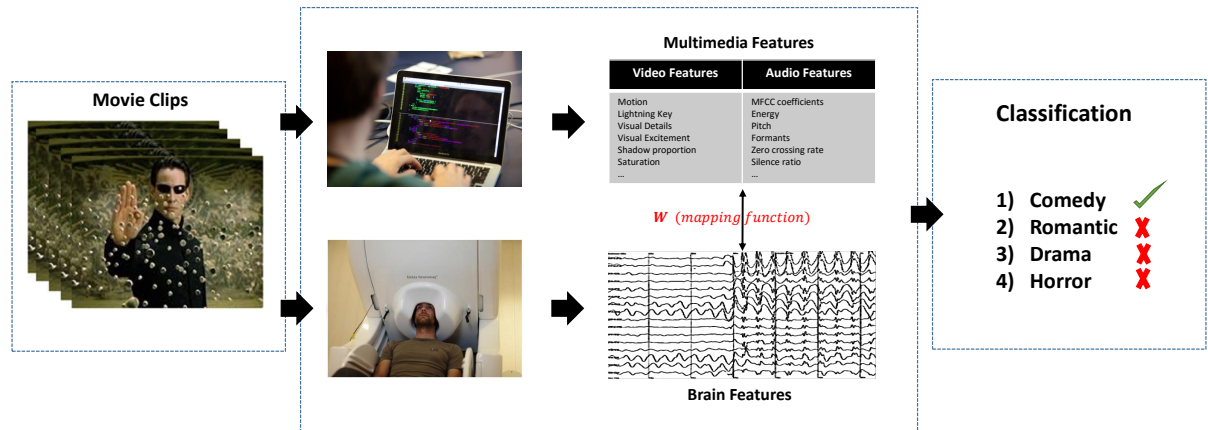 Movie Clips
Multimedia Features
Video Features
Audio Features
Motion
Lightning Key
Visual Details
Visual Excitement
Shadow proportion
Saturation
...
MFCC coefficients
Energy
Pitch
Formants
Zero crossing rate
Silence ratio
...
W (mapping function)
Brain Features
Classification
1) Comedy
2) Romantic
3) Drama
4) Horror